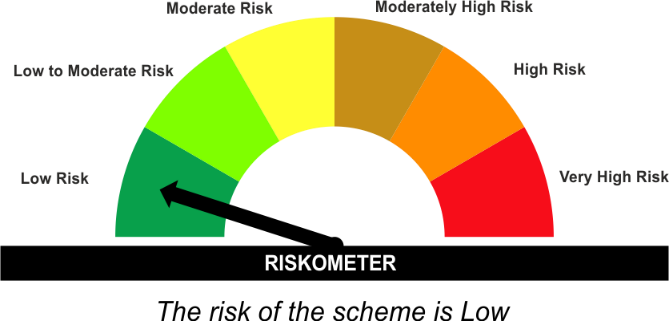 Moderate Risk
Moderately High Risk
Low to Moderate Risk
High Risk
Low Risk
Very High Risk
RISKOMETER
The risk of the scheme is Low